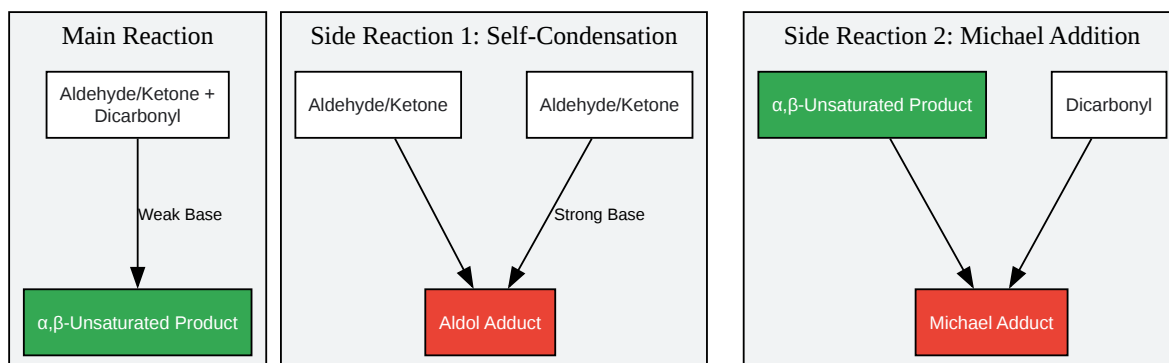 Main Reaction
Aldehyde/Ketone +
Dicarbonyl
Weak Base
α,β-Unsaturated Product
Side Reaction 1: Self-Condensation
Aldehyde/Ketone
Aldehyde/Ketone
Strong Base
Aldol Adduct
Side Reaction 2: Michael Addition
α,β-Unsaturated Product
Dicarbonyl
Michael Adduct